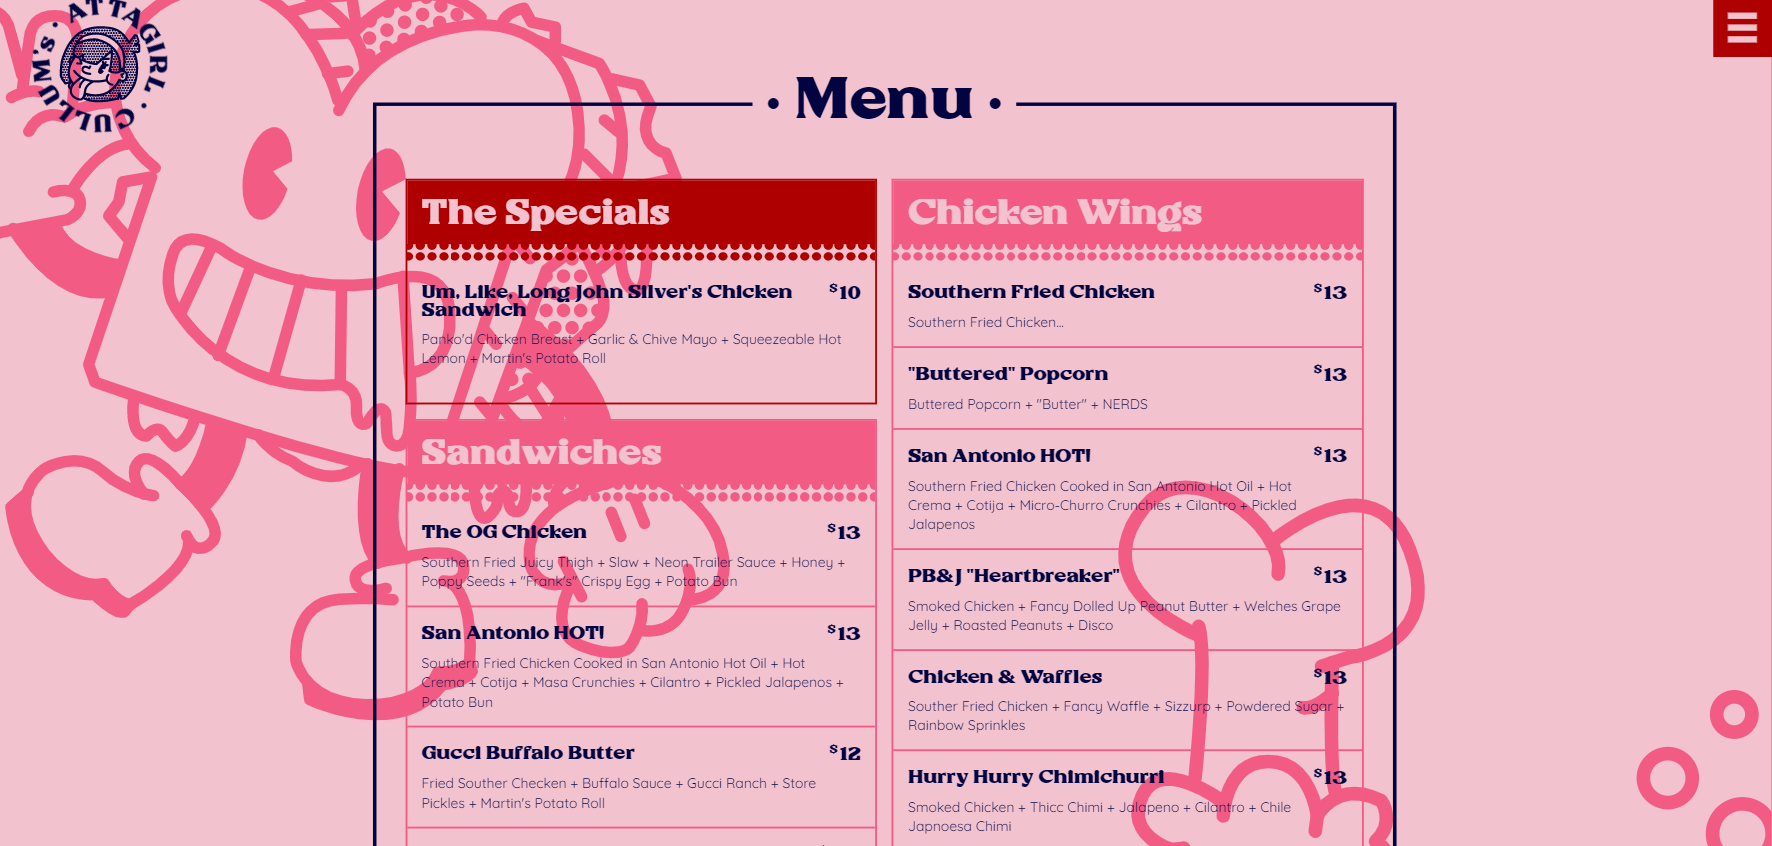 · ATTAGIRL · CULLUM'S
· Menu ·
The Specials
Um, Like, Long John Silver's Chicken $10
Sandwich
Panko'd Chicken Breast + Garlic & Chive Mayo + Squeezeable Hot
Lemon + Martin's Potato Roll
Sandwiches
The OG Chicken $13
Southern Fried Juicy Thigh + Slaw + Neon Trailer Sauce + Honey +
Poppy Seeds + "Frank's" Crispy Egg + Potato Bun
San Antonio HOT! $13
Southern Fried Chicken Cooked in San Antonio Hot Oil + Hot
Crema + Cotija + Masa Crunchies + Cilantro + Pickled Jalapenos +
Potato Bun
Gucci Buffalo Butter $12
Fried Souther Checken + Buffalo Sauce + Gucci Ranch + Store
Pickles + Martin's Potato Roll
Chicken Wings
Southern Fried Chicken $13
Southern Fried Chicken...
"Buttered" Popcorn $13
Buttered Popcorn + "Butter" + NERDS
San Antonio HOT! $13
Southern Fried Chicken Cooked in San Antonio Hot Oil + Hot
Crema + Cotija + Micro-Churro Crunchies + Cilantro + Pickled
Jalapenos
PB&J "Heartbreaker" $13
Smoked Chicken + Fancy Dolled Up Peanut Butter + Welches Grape
Jelly + Roasted Peanuts + Disco
Chicken & Waffles $13
Souther Fried Chicken + Fancy Waffle + Sizzurp + Powdered Sugar +
Rainbow Sprinkles
Hurry Hurry Chimichurri $13
Smoked Chicken + Thicc Chimi + Jalapeno + Cilantro + Chile
Japnoesa Chimi